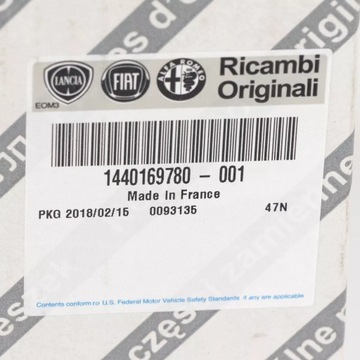 LANCIA
FIAT
ALFA ROMEO
Ricambi
Originali
EOM3
1440169780 - 001
Made In France
PKG 2018/02/15 0093135 47N
Contents conform to U.S. Federal Motor Vehicle Safety Standards if any are applicable